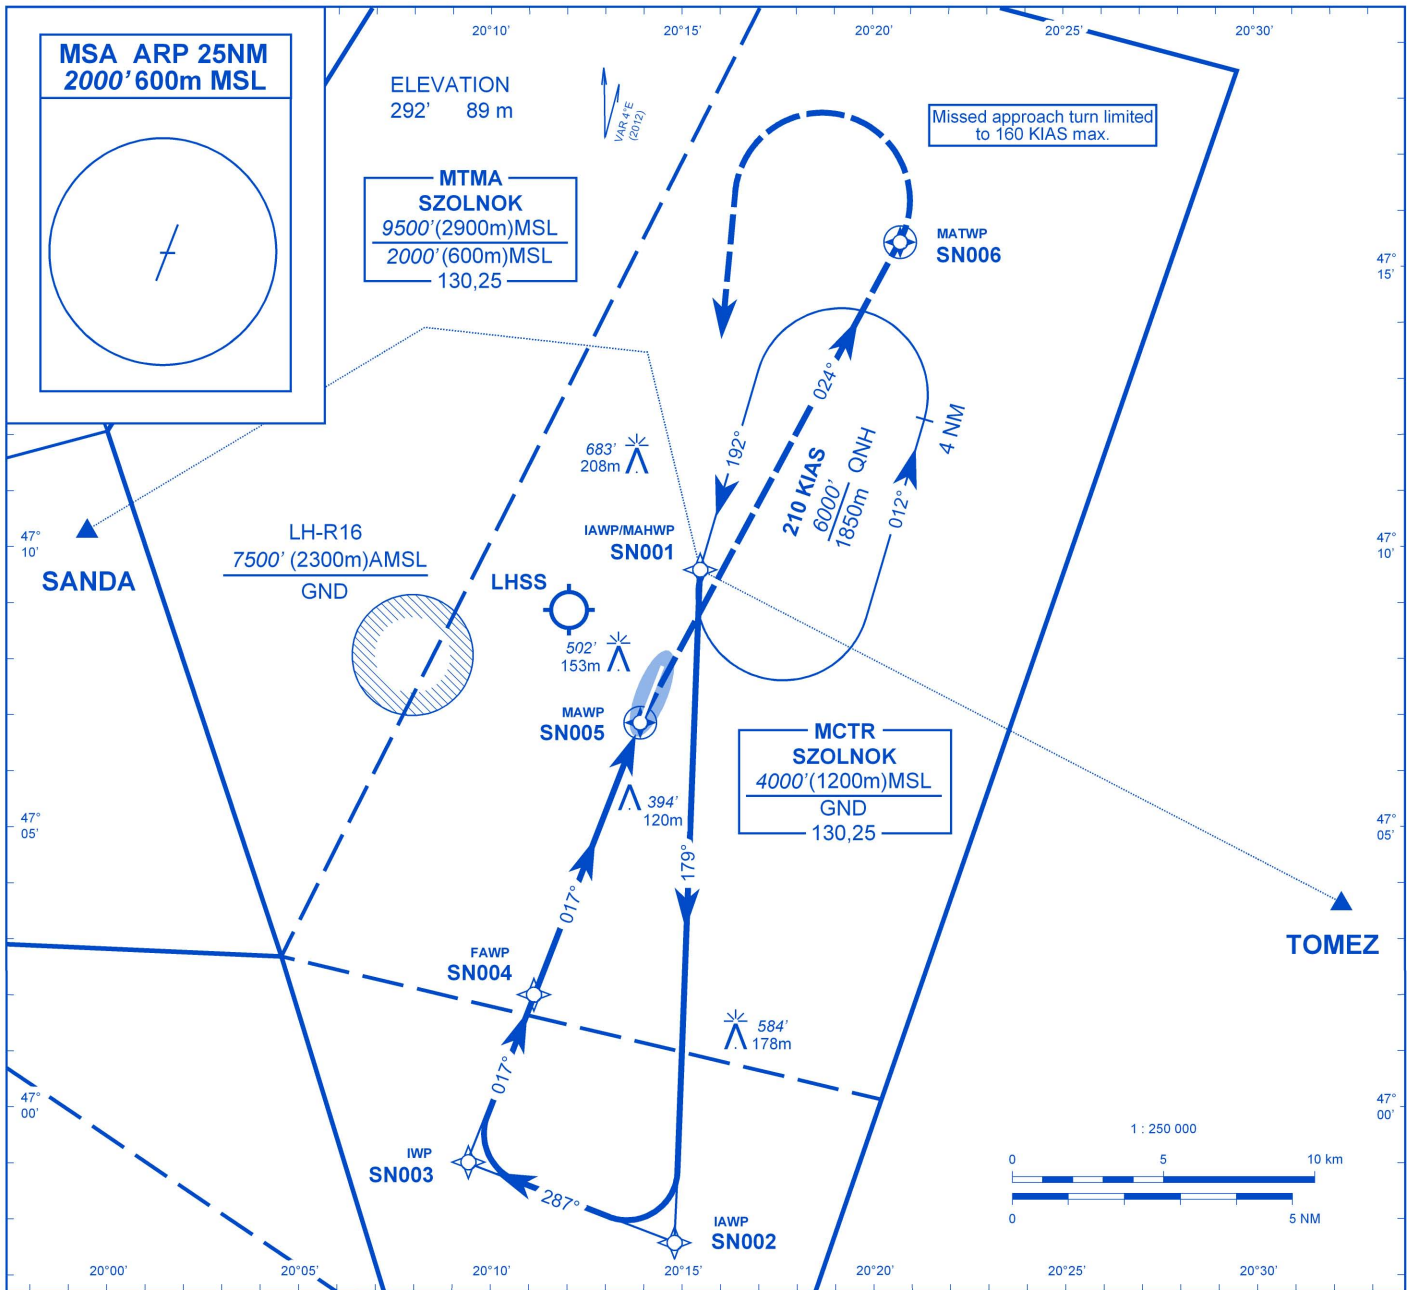 20°10' 20°15' 20°20' 20°25' 20°30'
MSA ARP 25NM
2000' 600m MSL
ELEVATION
292' 89 m
VAR 4°E
(2012)
Missed approach turn limited
to 160 KIAS max.
MTMA
SZOLNOK
9500'(2900m)MSL
2000'(600m)MSL
130,25
MATWP
SN006
47°
15'
024°
192°
4 NM
210 KIAS
6000'
1850m
QNH
012°
683'
208m
IAWP/MAHWP
SN001
47°
10'
47°
10'
SANDA
LH-R16
7500' (2300m)AMSL
GND
LHSS
502'
153m
MAWP
SN005
MCTR
SZOLNOK
4000'(1200m)MSL
GND
130,25
394'
120m
47°
05'
47°
05'
179°
017°
TOMEZ
FAWP
SN004
584'
178m
017°
47°
00'
47°
00'
1 : 250 000
0 5 10 km
0 5 NM
IWP
SN003
287°
IAWP
SN002
20°00' 20°05' 20°10' 20°15' 20°20' 20°25' 20°30'